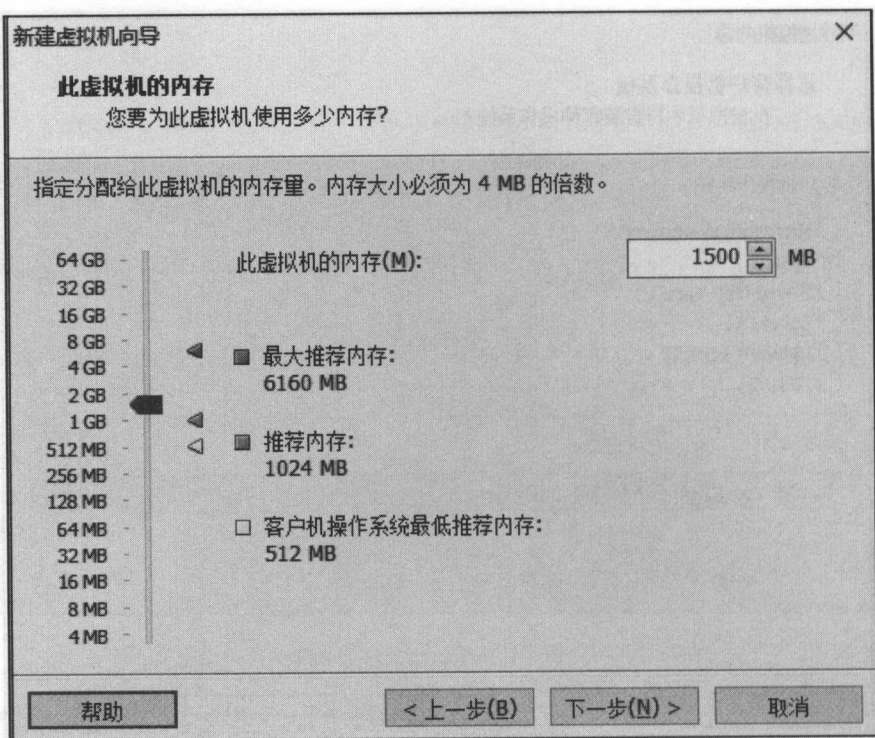 新建虚拟机向导
此虚拟机的内存
您要为此虚拟机使用多少内存?
指定分配给此虚拟机的内存量。内存大小必须为 4 MB 的倍数。
64 GB
32 GB
16 GB
8 GB
4 GB
2 GB
1 GB
512 MB
256 MB
128 MB
64 MB
32 MB
16 MB
8 MB
4 MB
此虚拟机的内存(M):
1500 MB
最大推荐内存:
6160 MB
推荐内存:
1024 MB
客户机操作系统最低推荐内存:
512 MB
帮助
< 上一步(B)
下一步(N) >
取消